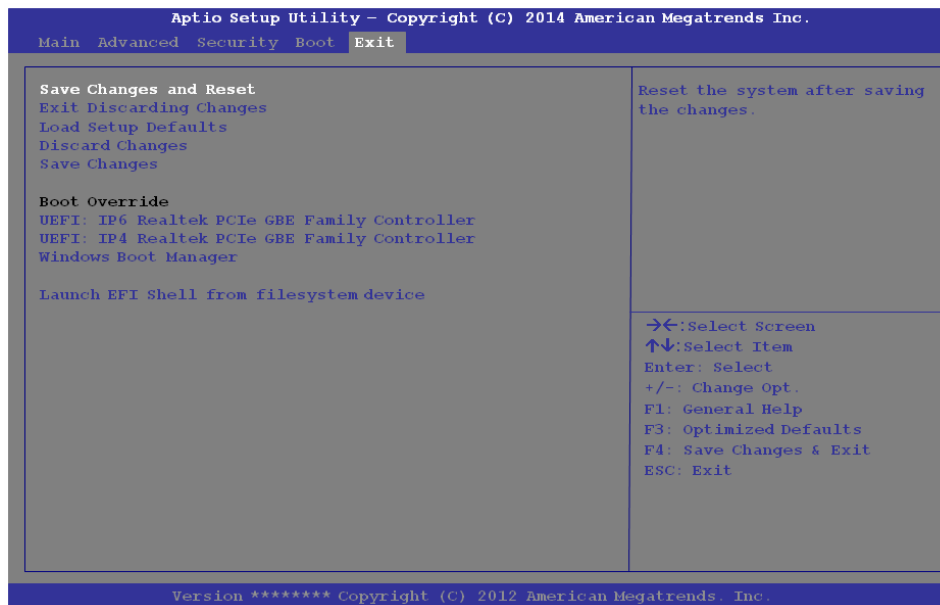 Aptio Setup Utility – Copyright (C) 2014 American Megatrends Inc.
Main Advanced Security Boot Exit
Save Changes and Reset
Exit Discarding Changes
Load Setup Defaults
Discard Changes
Save Changes
Boot Override
UEFI: IP6 Realtek PCIe GBE Family Controller
UEFI: IP4 Realtek PCIe GBE Family Controller
Windows Boot Manager
Launch EFI Shell from filesystem device
Reset the system after saving
the changes.
→←:Select Screen
↑↓:Select Item
Enter: Select
+/-: Change Opt.
F1: General Help
F3: Optimized Defaults
F4: Save Changes & Exit
ESC: Exit
Version ******** Copyright (C) 2012 American Megatrends. Inc.